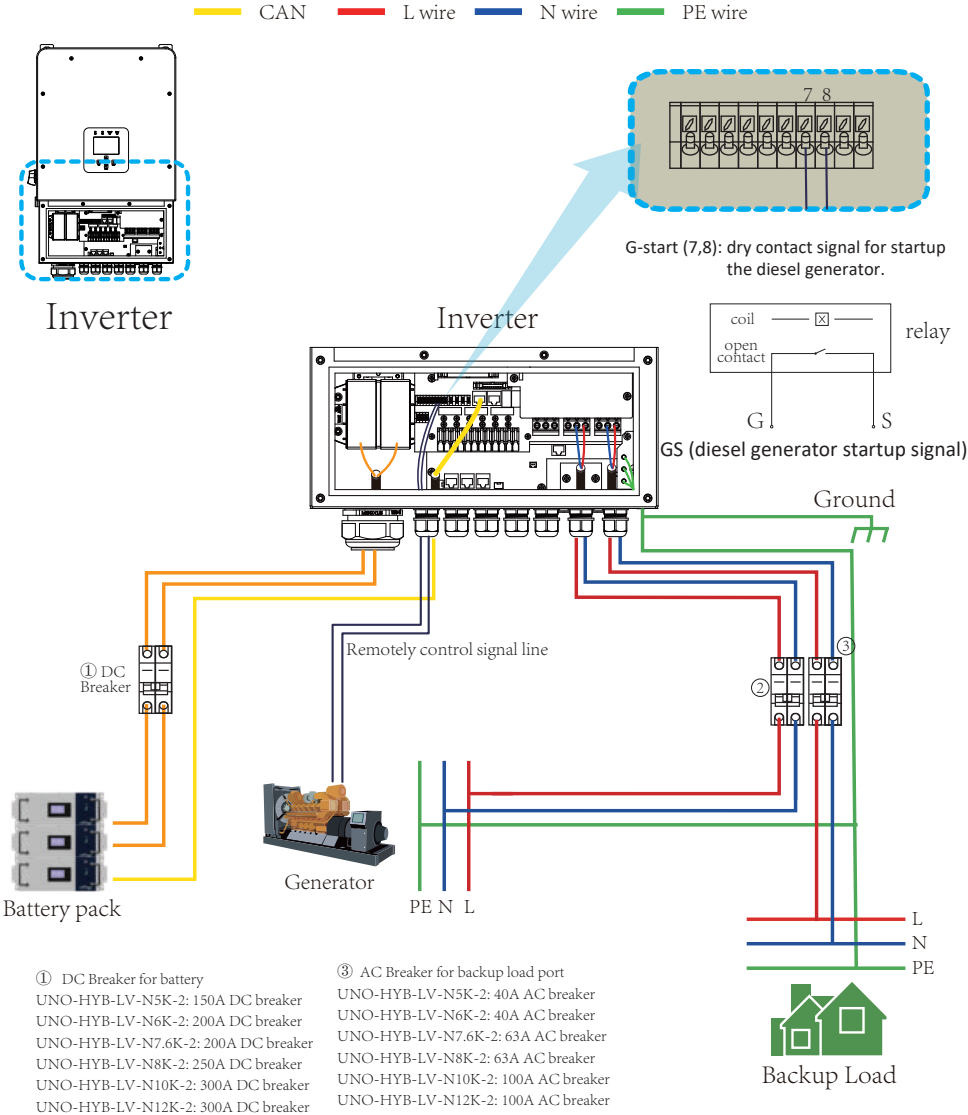 CAN L wire N wire PE wire
7 8
G-start (7,8): dry contact signal for startup
the diesel generator.
Inverter
Inverter
coil
open
contact
relay
G S
GS (diesel generator startup signal)
Ground
Remotely control signal line
① DC
Breaker
②
③
Generator
Battery pack
PE N L
L
N
PE
Backup Load
① DC Breaker for battery
UNO-HYB-LV-N5K-2: 150A DC breaker
UNO-HYB-LV-N6K-2: 200A DC breaker
UNO-HYB-LV-N7.6K-2: 200A DC breaker
UNO-HYB-LV-N8K-2: 250A DC breaker
UNO-HYB-LV-N10K-2: 300A DC breaker
UNO-HYB-LV-N12K-2: 300A DC breaker
③ AC Breaker for backup load port
UNO-HYB-LV-N5K-2: 40A AC breaker
UNO-HYB-LV-N6K-2: 40A AC breaker
UNO-HYB-LV-N7.6K-2: 63A AC breaker
UNO-HYB-LV-N8K-2: 63A AC breaker
UNO-HYB-LV-N10K-2: 100A AC breaker
UNO-HYB-LV-N12K-2: 100A AC breaker